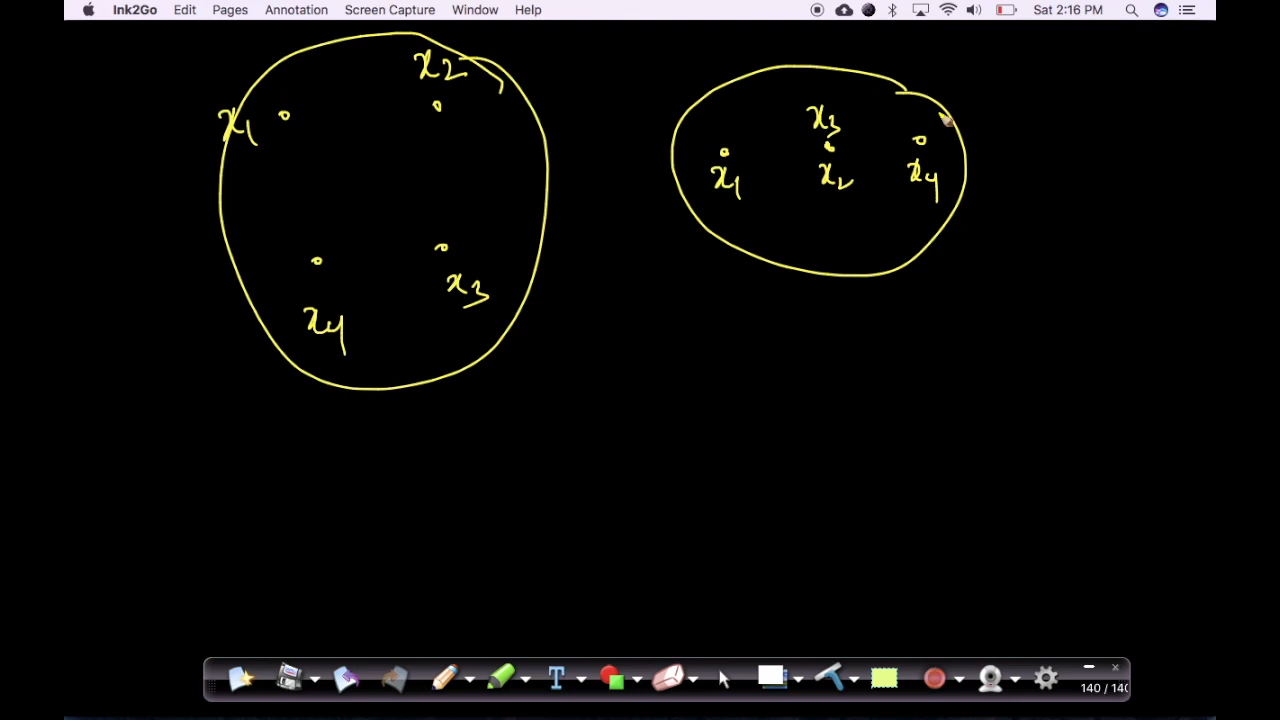 Ink2Go Edit Pages Annotation Screen Capture Window Help Sat 2:16 PM
x2
x1
x3
x4
x3
x1 x2 x4
T
140 / 140